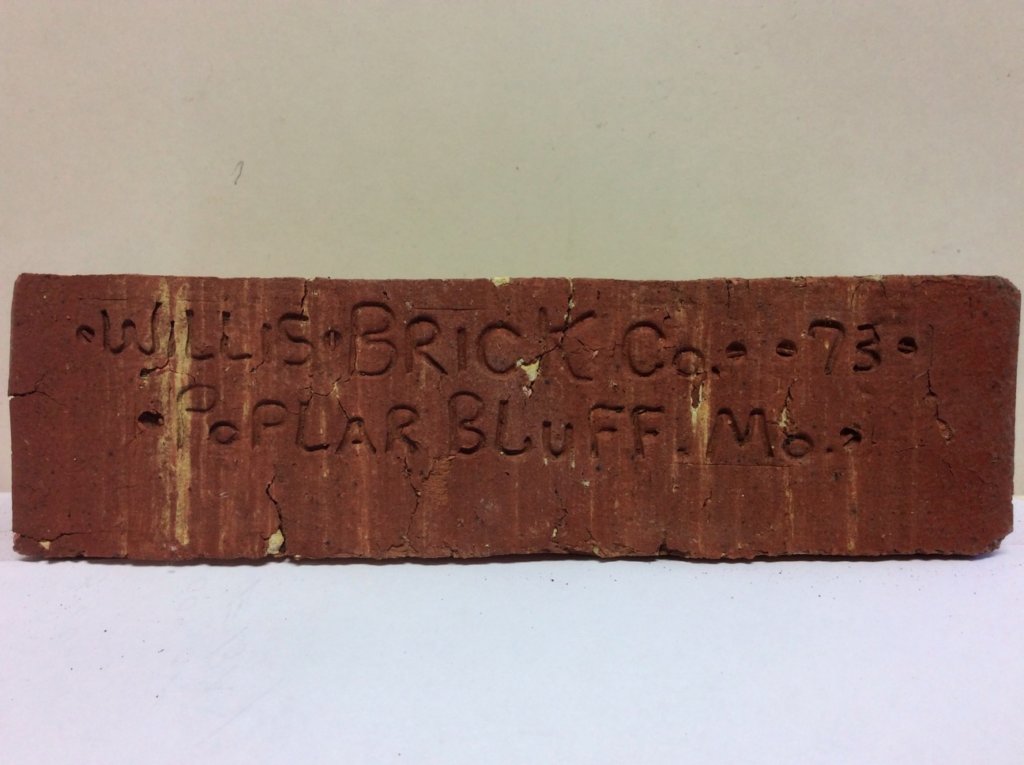 •WILLIS•BRICK Co.• •73•
•PoPLAR BLuFF. Mo.•